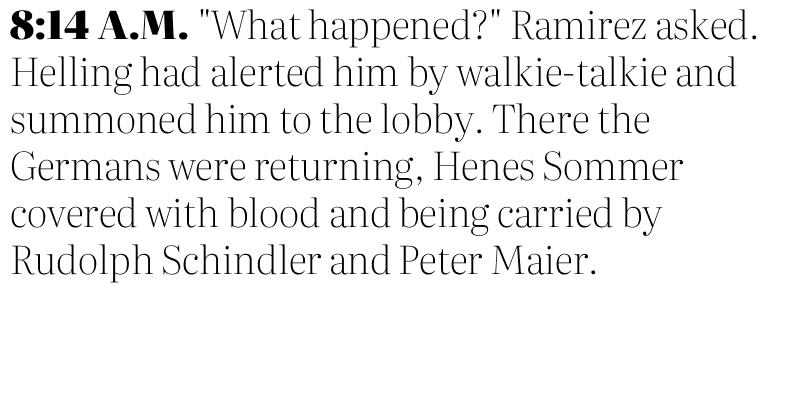 8:14 A.M. "What happened?" Ramirez asked.
Helling had alerted him by walkie-talkie and
summoned him to the lobby. There the
Germans were returning, Henes Sommer
covered with blood and being carried by
Rudolph Schindler and Peter Maier.